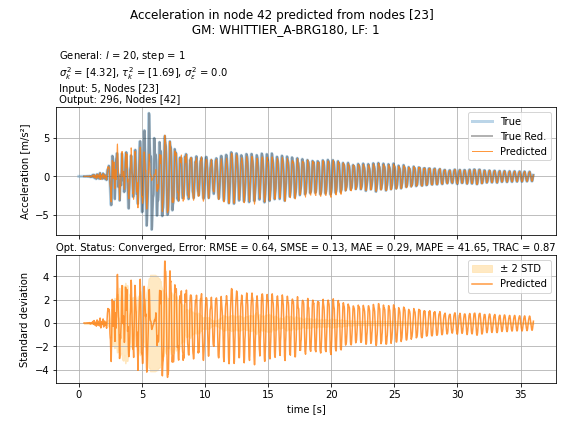 Acceleration in node 42 predicted from nodes [23]
GM: WHITTIER_A-BRG180, LF: 1
General: l = 20, step = 1
σ²ₖ = [4.32], τ²ₖ = [1.69], σ²ε = 0.0
Input: 5, Nodes [23]
Output: 296, Nodes [42]
Acceleration [m/s²]
5
0
−5
True
True Red.
Predicted
Opt. Status: Converged, Error: RMSE = 0.64, SMSE = 0.13, MAE = 0.29, MAPE = 41.65, TRAC = 0.87
Standard deviation
4
2
0
−2
−4
± 2 STD
Predicted
0 5 10 15 20 25 30 35
time [s]